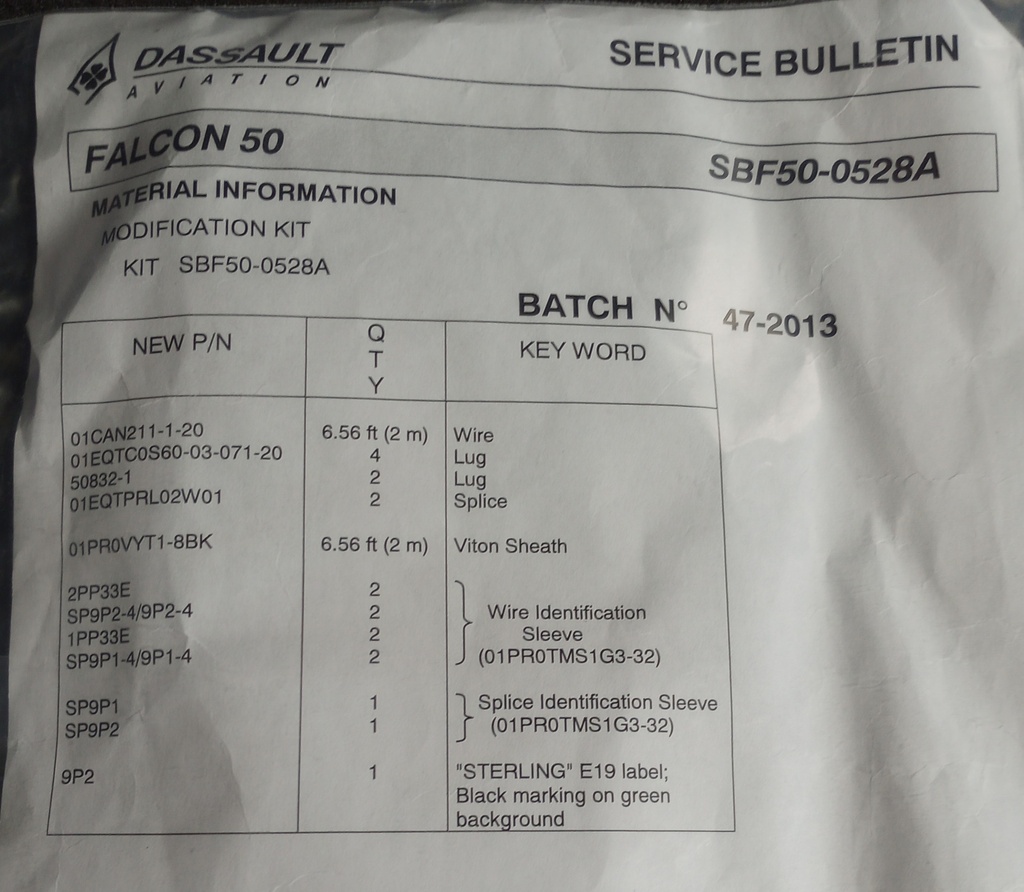 DASSAULT
AVIATION
SERVICE BULLETIN
FALCON 50
SBF50-0528A
MATERIAL INFORMATION
MODIFICATION KIT
KIT SBF50-0528A
BATCH N° 47-2013
NEW P/N QTY KEY WORD
01CAN211-1-20 6.56 ft (2 m) Wire
01EQTC0S60-03-071-20 4 Lug
50832-1 2 Lug
01EQTPRL02W01 2 Splice
01PR0VYT1-8BK 6.56 ft (2 m) Viton Sheath
2PP33E 2
SP9P2-4/9P2-4 2 Wire Identification
1PP33E 2 Sleeve
SP9P1-4/9P1-4 2 (01PR0TMS1G3-32)
SP9P1 1 Splice Identification Sleeve
SP9P2 1 (01PR0TMS1G3-32)
9P2 1 "STERLING" E19 label;
Black marking on green
background